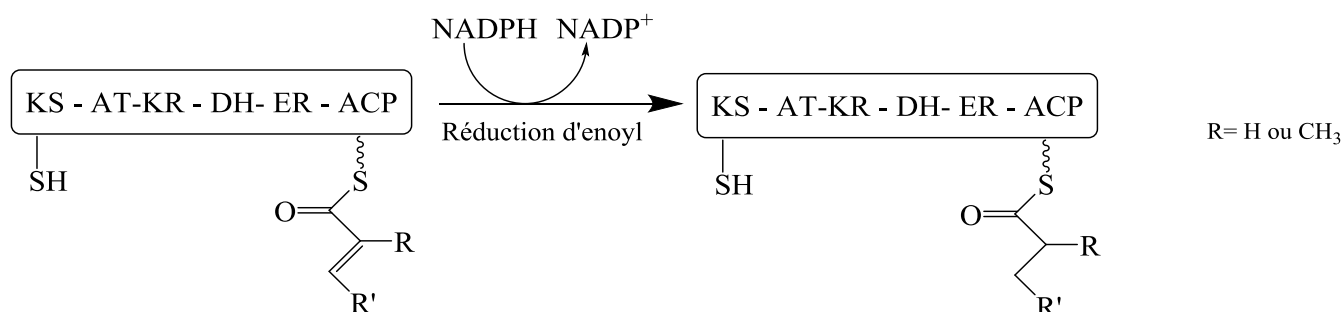 NADPH NADP+
KS - AT-KR - DH- ER - ACP
Réduction d'enoyl
KS - AT-KR - DH- ER - ACP
R= H ou CH3
SH
S
O
R
R'
SH
S
O
R
R'